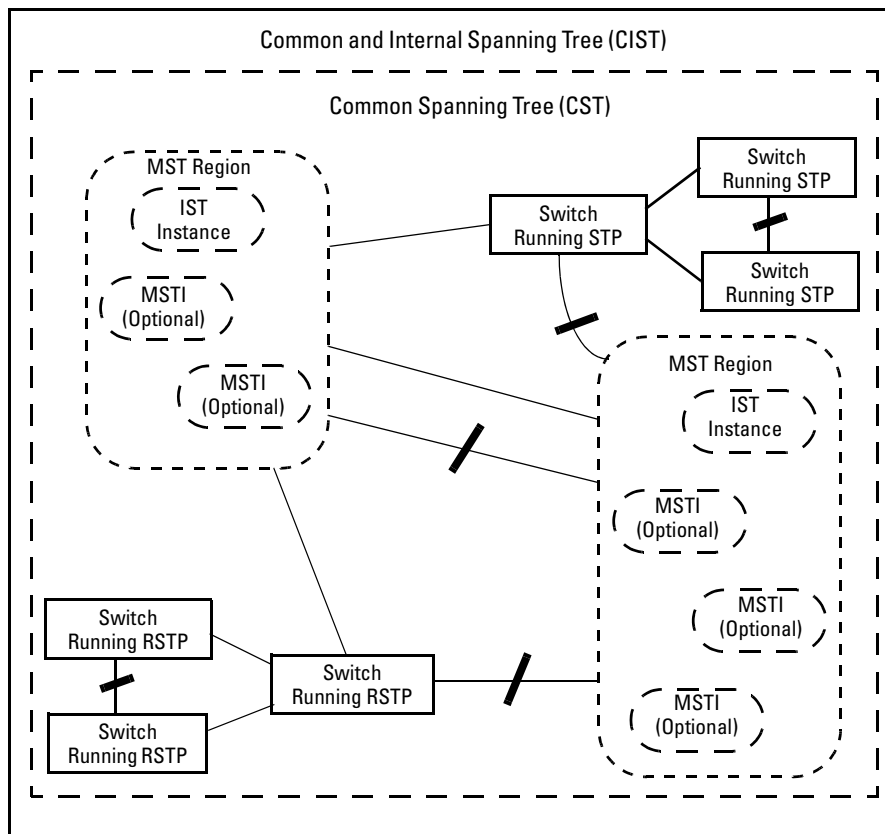 Common and Internal Spanning Tree (CIST)
Common Spanning Tree (CST)
MST Region
IST
Instance
MSTI
(Optional)
MSTI
(Optional)
Switch
Running STP
Switch
Running STP
Switch
Running STP
MST Region
IST
Instance
MSTI
(Optional)
MSTI
(Optional)
MSTI
(Optional)
Switch
Running RSTP
Switch
Running RSTP
Switch
Running RSTP